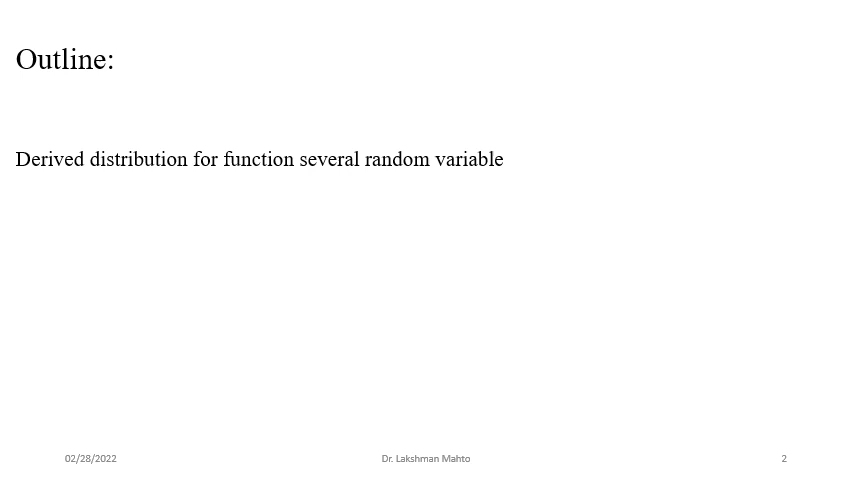 Outline:
Derived distribution for function several random variable
02/28/2022
Dr. Lakshman Mahto
2